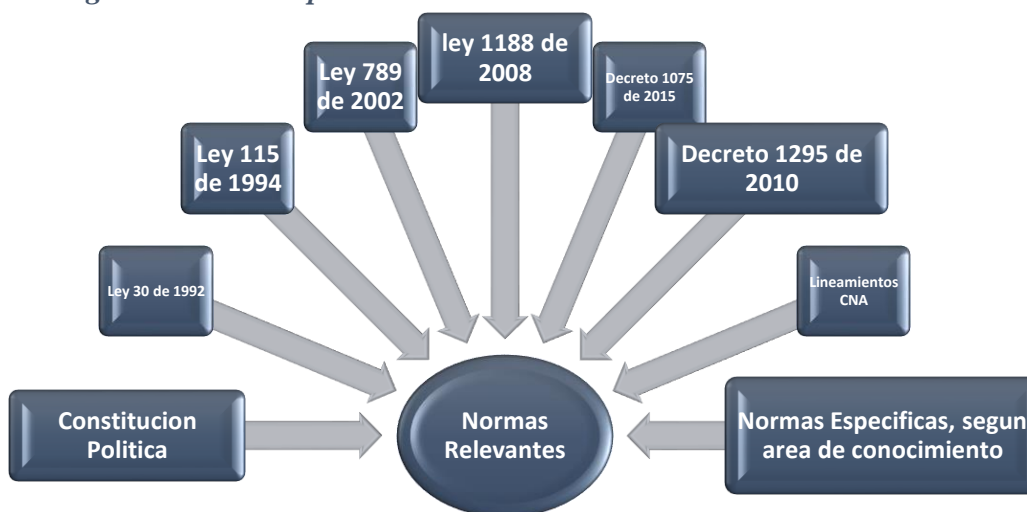 Constitucion
Politica
Ley 30 de 1992
Ley 115
de 1994
Ley 789
de 2002
ley 1188 de
2008
Decreto 1075
de 2015
Decreto 1295 de
2010
Lineamientos
CNA
Normas Especificas, segun
area de conocimiento
Normas
Relevantes